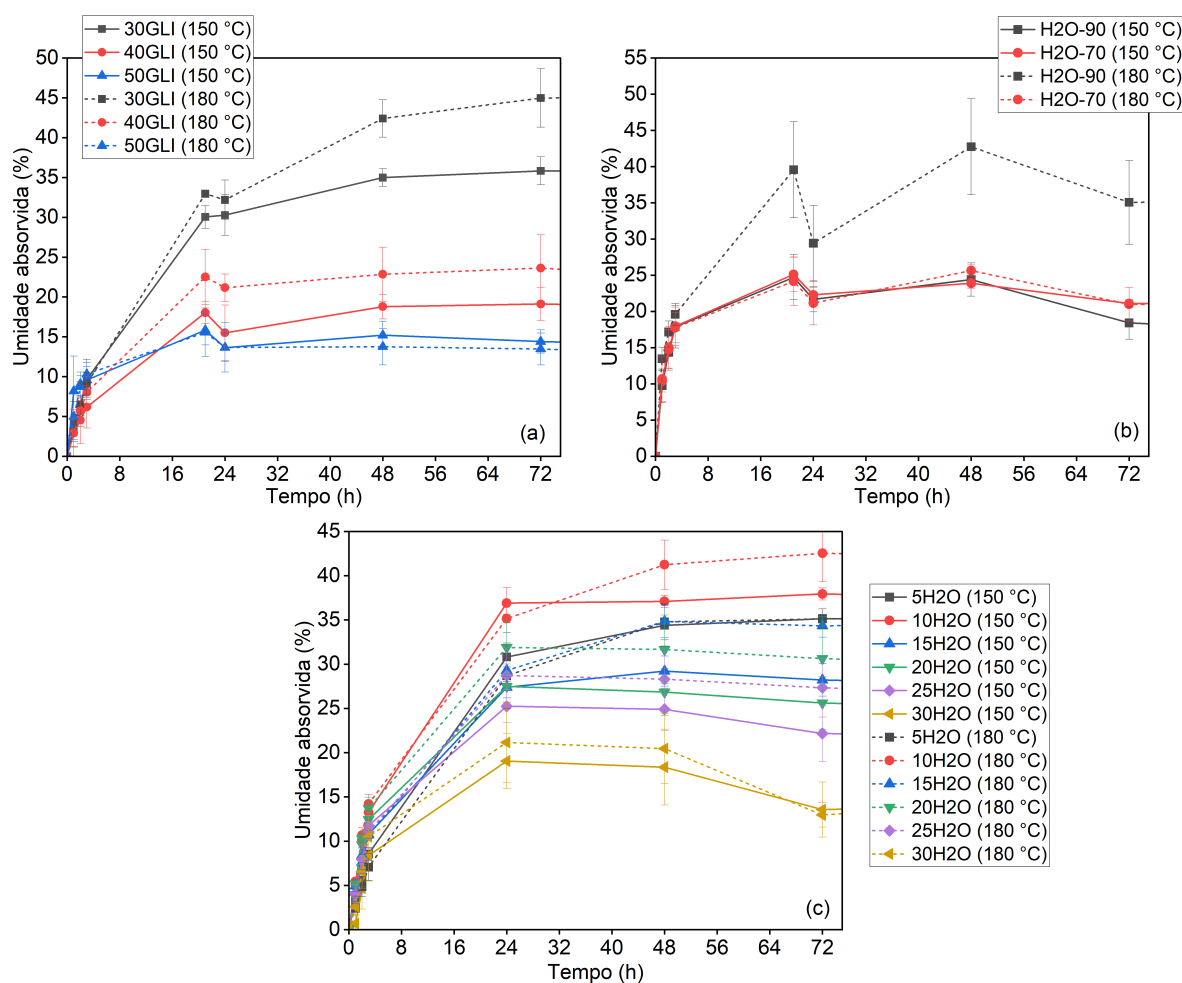 30GLI (150 °C)
40GLI (150 °C)
50GLI (150 °C)
30GLI (180 °C)
40GLI (180 °C)
50GLI (180 °C)
Umidade absorvida (%)
50
45
40
35
30
25
20
15
10
5
0
0 8 16 24 32 40 48 56 64 72
Tempo (h)
(a)
H2O-90 (150 °C)
H2O-70 (150 °C)
H2O-90 (180 °C)
H2O-70 (180 °C)
Umidade absorvida (%)
55
50
45
40
35
30
25
20
15
10
5
0
0 8 16 24 32 40 48 56 64 72
Tempo (h)
(b)
Umidade absorvida (%)
45
40
35
30
25
20
15
10
5
0
0 8 16 24 32 40 48 56 64 72
Tempo (h)
(c)
5H2O (150 °C)
10H2O (150 °C)
15H2O (150 °C)
20H2O (150 °C)
25H2O (150 °C)
30H2O (150 °C)
5H2O (180 °C)
10H2O (180 °C)
15H2O (180 °C)
20H2O (180 °C)
25H2O (180 °C)
30H2O (180 °C)